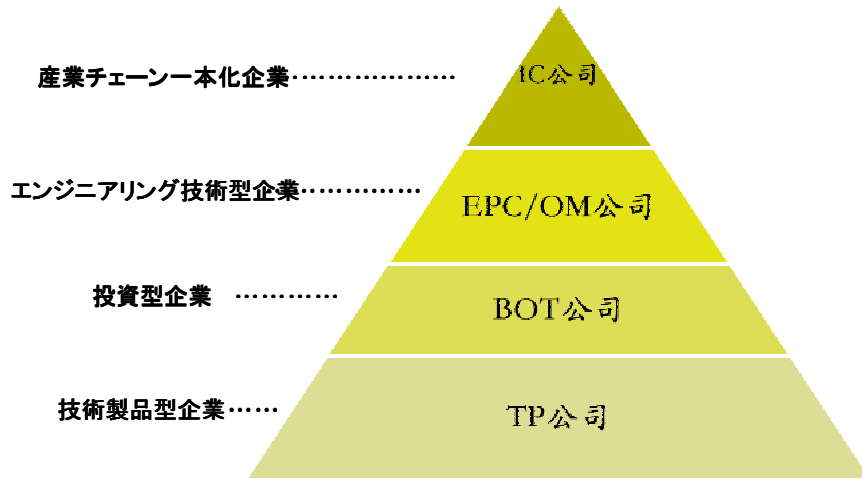 産業チェーン一本化企業………………
IC公司
エンジニアリング技術型企業……………
EPC/OM公司
投資型企業 …………
BOT公司
技術製品型企業……
TP公司